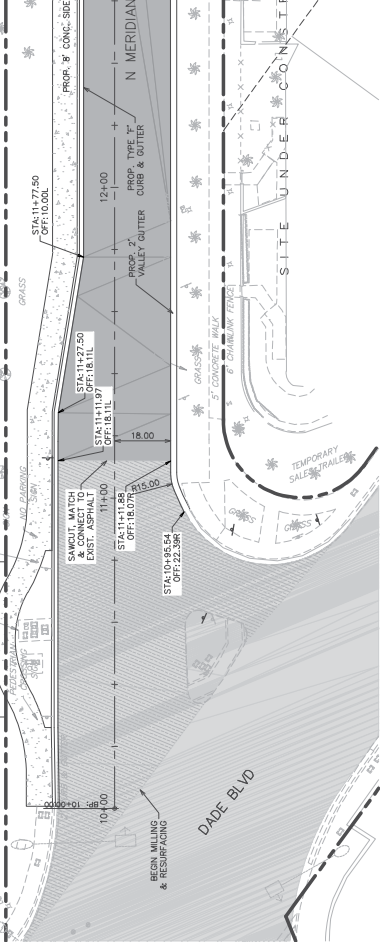 PROP. 8' CONC. SIDE
N MERIDIAN
PROP. TYPE "F"
CURB & GUTTER
12+00
SITE UNDER CONSTR
STA:11+77.50
OFF:10.00L
PROP. 2'
VALLEY GUTTER
GRASS
STA:11+27.50
OFF:18.11L
STA:11+11.97
OFF:18.11L
GRASS
5' CONCRETE WALK
6' CHAINLINK FENCE
18.00
NO PARKING
SIGN
SAWCUT, MATCH
& CONNECT TO
EXIST. ASPHALT
11+00
STA:11+11.88
OFF:18.07R
R15.00
STA:10+95.54
OFF:22.39R
TEMPORARY
SALES TRAILER
GRASS
GRASS
PEDESTRIAN
CROSSING
SIGN
BP: 10+00.00
10+00
BEGIN MILLING
& RESURFACING
DADE BLVD